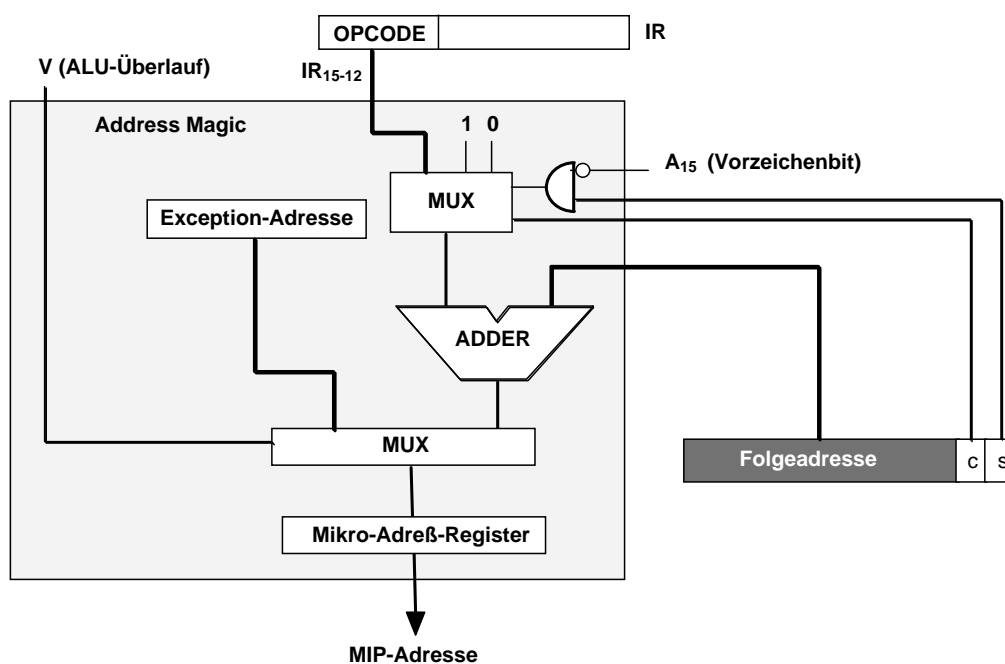 OPCODE
IR
V (ALU-Überlauf)
IR15-12
Address Magic
1 0
A15 (Vorzeichenbit)
MUX
Exception-Adresse
ADDER
MUX
Folgeadresse
c
s
Mikro-Adreß-Register
MIP-Adresse